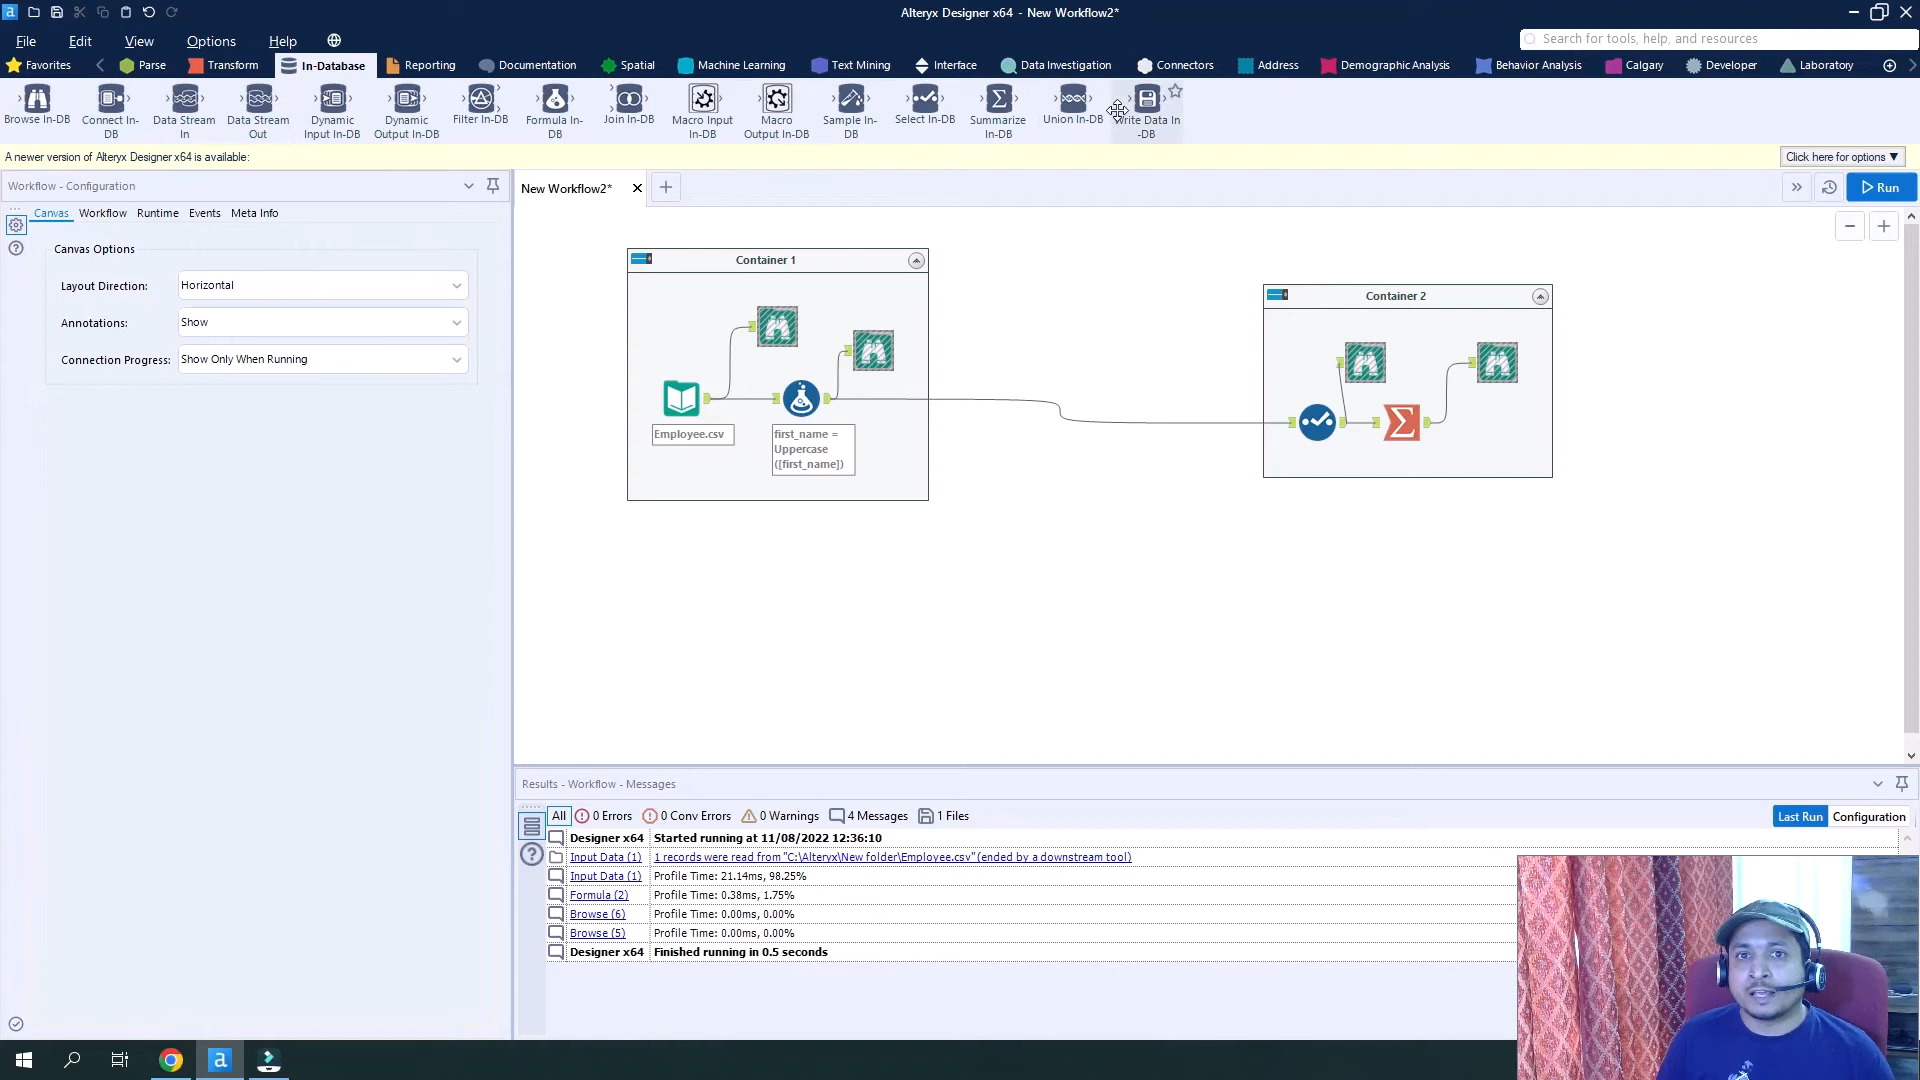 Alteryx Designer x64 - New Workflow2*
File Edit View Options Help
Search for tools, help, and resources
Favorites Parse Transform In-Database Reporting Documentation Spatial Machine Learning Text Mining Interface Data Investigation Connectors Address Demographic Analysis Behavior Analysis Calgary Developer Laboratory
Browse In-DB
Connect In-DB
Data Stream In
Data Stream Out
Dynamic Input In-DB
Dynamic Output In-DB
Filter In-DB
Formula In-DB
Join In-DB
Macro Input In-DB
Macro Output In-DB
Sample In-DB
Select In-DB
Summarize In-DB
Union In-DB
Write Data In-DB
A newer version of Alteryx Designer x64 is available:
Click here for options ▼
Workflow - Configuration
Canvas Workflow Runtime Events Meta Info
Canvas Options
Layout Direction: Horizontal
Annotations: Show
Connection Progress: Show Only When Running
New Workflow2*
Run
Container 1
Employee.csv
first_name =
Uppercase
([first_name])
Container 2
Results - Workflow - Messages
All 0 Errors 0 Conv Errors 0 Warnings 4 Messages 1 Files
Last Run Configuration
Designer x64 Started running at 11/08/2022 12:36:10
Input Data (1) 1 records were read from "C:\Alteryx\New folder\Employee.csv" (ended by a downstream tool)
Input Data (1) Profile Time: 21.14ms, 98.25%
Formula (2) Profile Time: 0.38ms, 1.75%
Browse (6) Profile Time: 0.00ms, 0.00%
Browse (5) Profile Time: 0.00ms, 0.00%
Designer x64 Finished running in 0.5 seconds